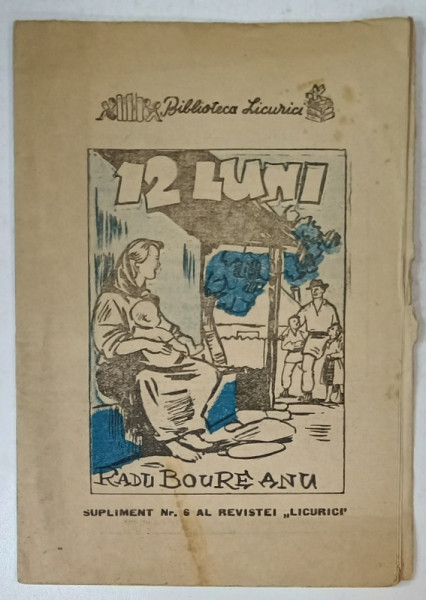 Biblioteca Licurici
12 LUNI
RADU BOUREANU
SUPLIMENT Nr. 6 AL REVISTEI „LICURICI"